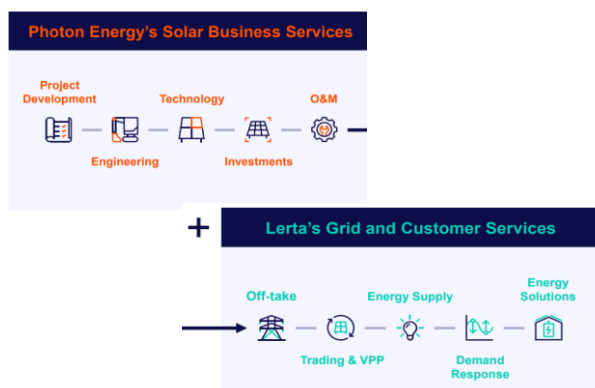 Photon Energy's Solar Business Services
Project
Development
Technology
O&M
Engineering
Investments
+
Lerta's Grid and Customer Services
Off-take
Energy Supply
Energy
Solutions
Trading & VPP
Demand
Response